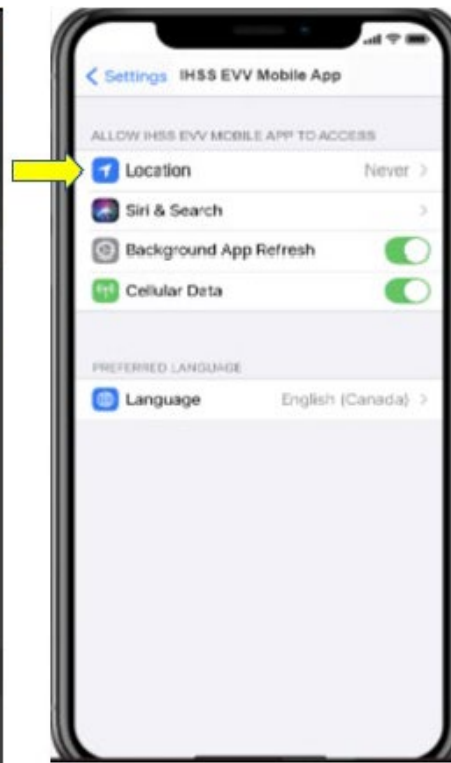 Settings IHSS EVV Mobile App
ALLOW IHSS EVV MOBILE APP TO ACCESS
Location Never
Siri & Search
Background App Refresh
Cellular Data
PREFERRED LANGUAGE
Language English (Canada)